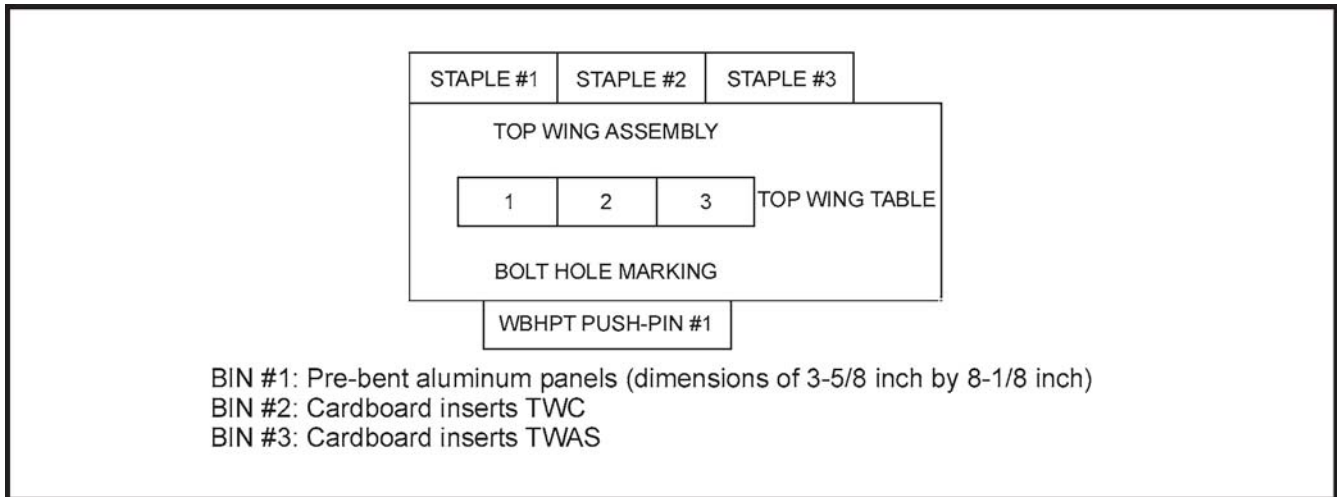 STAPLE #1 STAPLE #2 STAPLE #3
TOP WING ASSEMBLY
1 2 3 TOP WING TABLE
BOLT HOLE MARKING
WBHPT PUSH-PIN #1
BIN #1: Pre-bent aluminum panels (dimensions of 3-5/8 inch by 8-1/8 inch)
BIN #2: Cardboard inserts TWC
BIN #3: Cardboard inserts TWAS